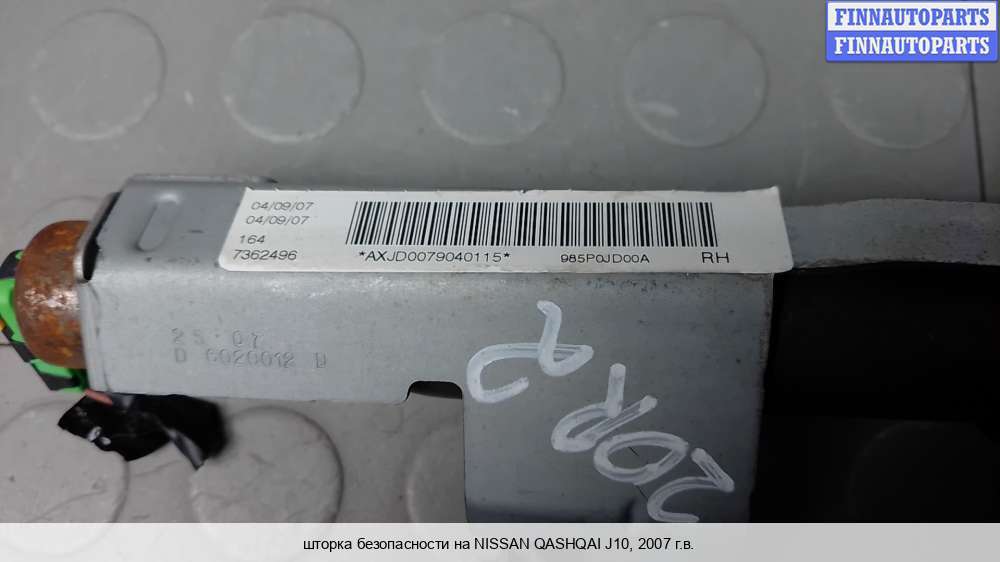 FINNAUTOPARTS
FINNAUTOPARTS
04/09/07
04/09/07
164
7362496
*AXJD0079040115*
985P0JD00A
RH
25 07
D 6020012 D
шторка безопасности на NISSAN QASHQAI J10, 2007 г.в.